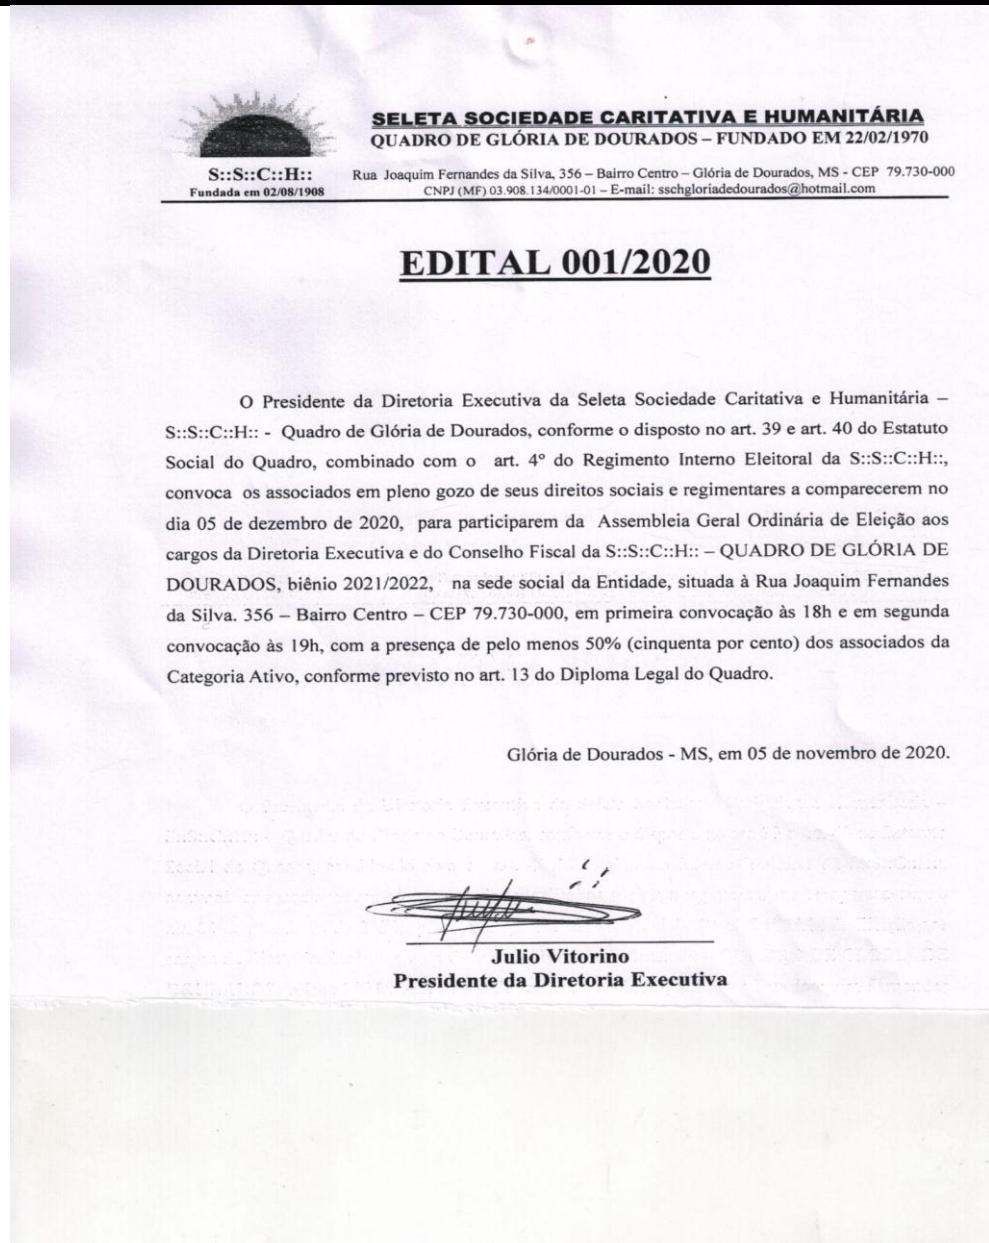 SELETA SOCIEDADE CARITATIVA E HUMANITÁRIA
QUADRO DE GLÓRIA DE DOURADOS – FUNDADO EM 22/02/1970
S::S::C::H::
Fundada em 02/08/1908
Rua Joaquim Fernandes da Silva, 356 – Bairro Centro – Glória de Dourados, MS - CEP 79.730-000
CNPJ (MF) 03.908.134/0001-01 – E-mail: sschgloriadedourados@hotmail.com
EDITAL 001/2020
O Presidente da Diretoria Executiva da Seleta Sociedade Caritativa e Humanitária –
S::S::C::H:: - Quadro de Glória de Dourados, conforme o disposto no art. 39 e art. 40 do Estatuto
Social do Quadro, combinado com o art. 4º do Regimento Interno Eleitoral da S::S::C::H::,
convoca os associados em pleno gozo de seus direitos sociais e regimentares a comparecerem no
dia 05 de dezembro de 2020, para participarem da Assembleia Geral Ordinária de Eleição aos
cargos da Diretoria Executiva e do Conselho Fiscal da S::S::C::H:: – QUADRO DE GLÓRIA DE
DOURADOS, biênio 2021/2022, na sede social da Entidade, situada à Rua Joaquim Fernandes
da Silva. 356 – Bairro Centro – CEP 79.730-000, em primeira convocação às 18h e em segunda
convocação às 19h, com a presença de pelo menos 50% (cinquenta por cento) dos associados da
Categoria Ativo, conforme previsto no art. 13 do Diploma Legal do Quadro.
Glória de Dourados - MS, em 05 de novembro de 2020.
Julio Vitorino
Presidente da Diretoria Executiva